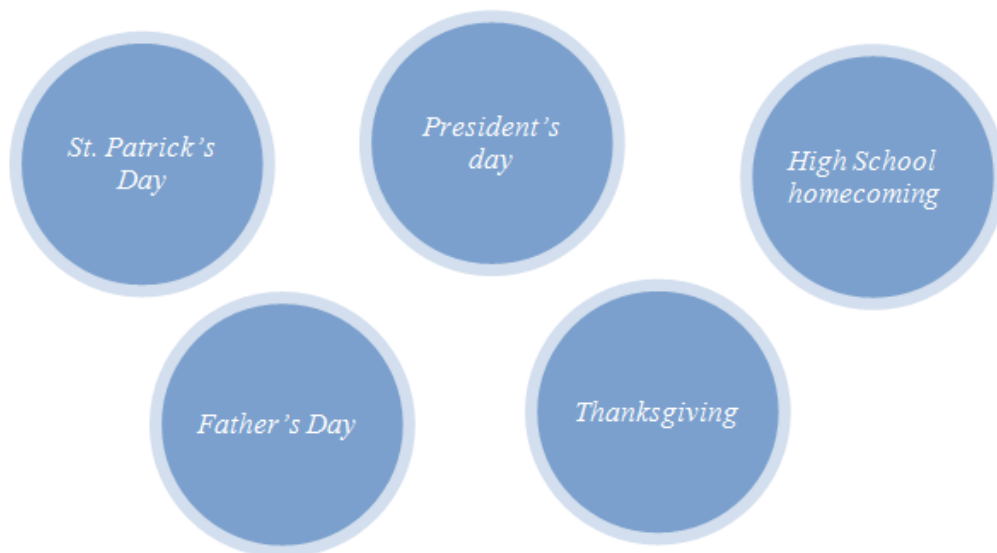 St. Patrick’s
Day
President’s
day
High School
homecoming
Father’s Day
Thanksgiving